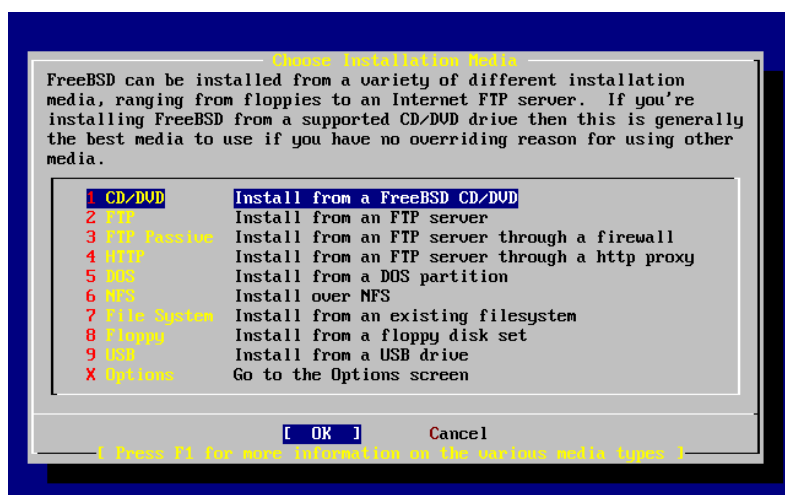 Choose Installation Media
FreeBSD can be installed from a variety of different installation
media, ranging from floppies to an Internet FTP server.  If you're
installing FreeBSD from a supported CD/DVD drive then this is generally
the best media to use if you have no overriding reason for using other
media.
1 CD/DVD Install from a FreeBSD CD/DVD
2 FTP Install from an FTP server
3 FTP Passive Install from an FTP server through a firewall
4 HTTP Install from an FTP server through a http proxy
5 DOS Install from a DOS partition
6 NFS Install over NFS
7 File System Install from an existing filesystem
8 Floppy Install from a floppy disk set
9 USB Install from a USB drive
X Options Go to the Options screen
[ OK ] Cancel
[ Press F1 for more information on the various media types ]